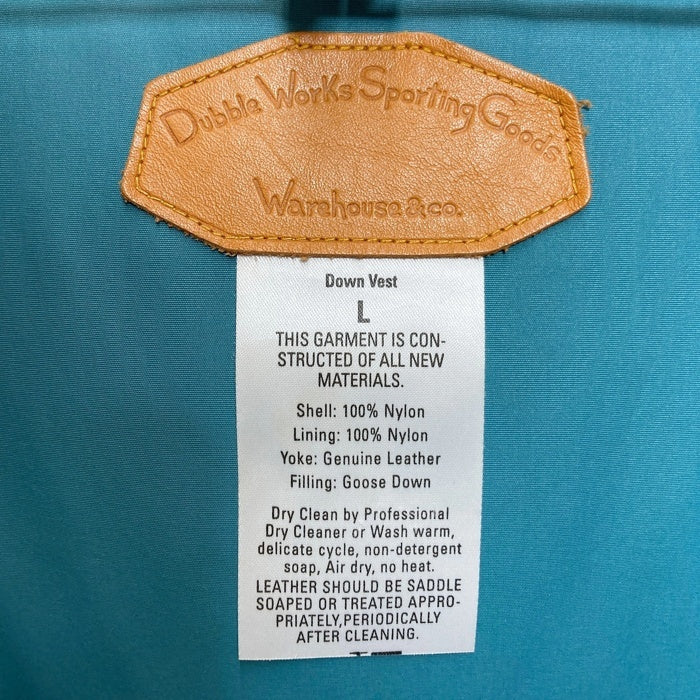 Dubble Works Sporting Goods
Warehouse & co.
Down Vest
L
THIS GARMENT IS CON-
STRUCTED OF ALL NEW
MATERIALS.
Shell: 100% Nylon
Lining: 100% Nylon
Yoke: Genuine Leather
Filling: Goose Down
Dry Clean by Professional
Dry Cleaner or Wash warm,
delicate cycle, non-detergent
soap, Air dry, no heat.
LEATHER SHOULD BE SADDLE
SOAPED OR TREATED APPRO-
PRIATELY,PERIODICALLY
AFTER CLEANING.